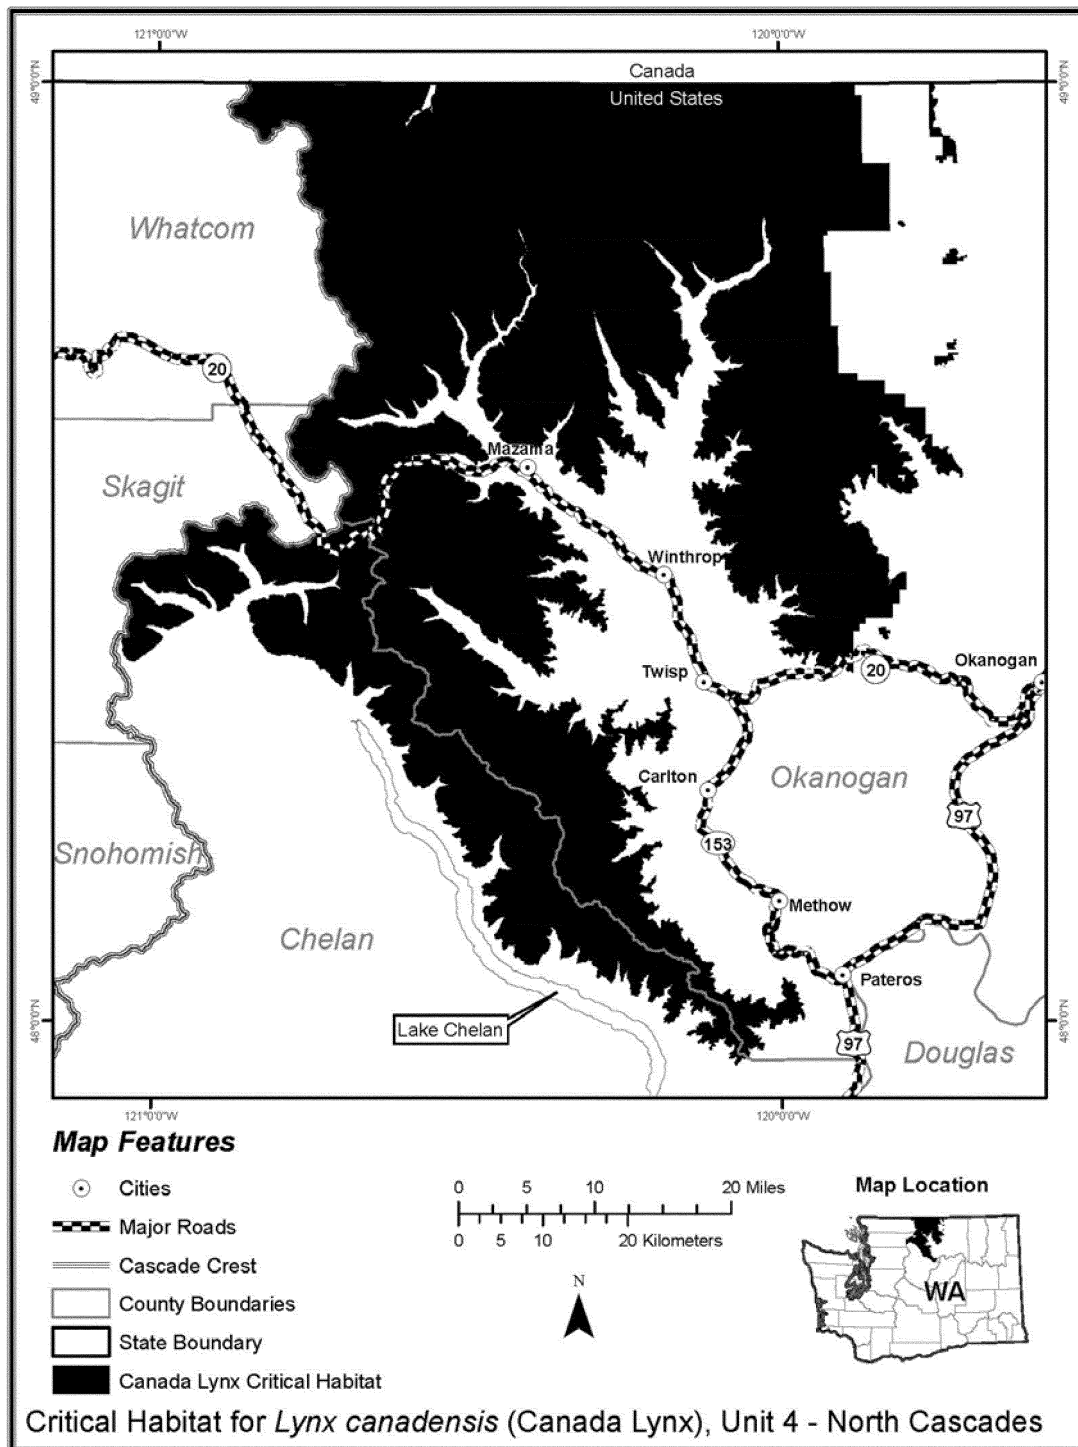 121°0'0"W 120°0'0"W
49°0'0"N 49°0'0"N
Canada
United States
Whatcom
20
Mazama
Skagit
Winthrop
Twisp
20
Okanogan
Carlton
Okanogan
97
153
Snohomish
Methow
Chelan
Pateros
Lake Chelan
48°0'0"N 48°0'0"N
97
Douglas
121°0'0"W 120°0'0"W
Map Features
Cities
Major Roads
Cascade Crest
County Boundaries
State Boundary
Canada Lynx Critical Habitat
0 5 10 20 Miles
0 5 10 20 Kilometers
N
Map Location
WA
Critical Habitat for Lynx canadensis (Canada Lynx), Unit 4 - North Cascades